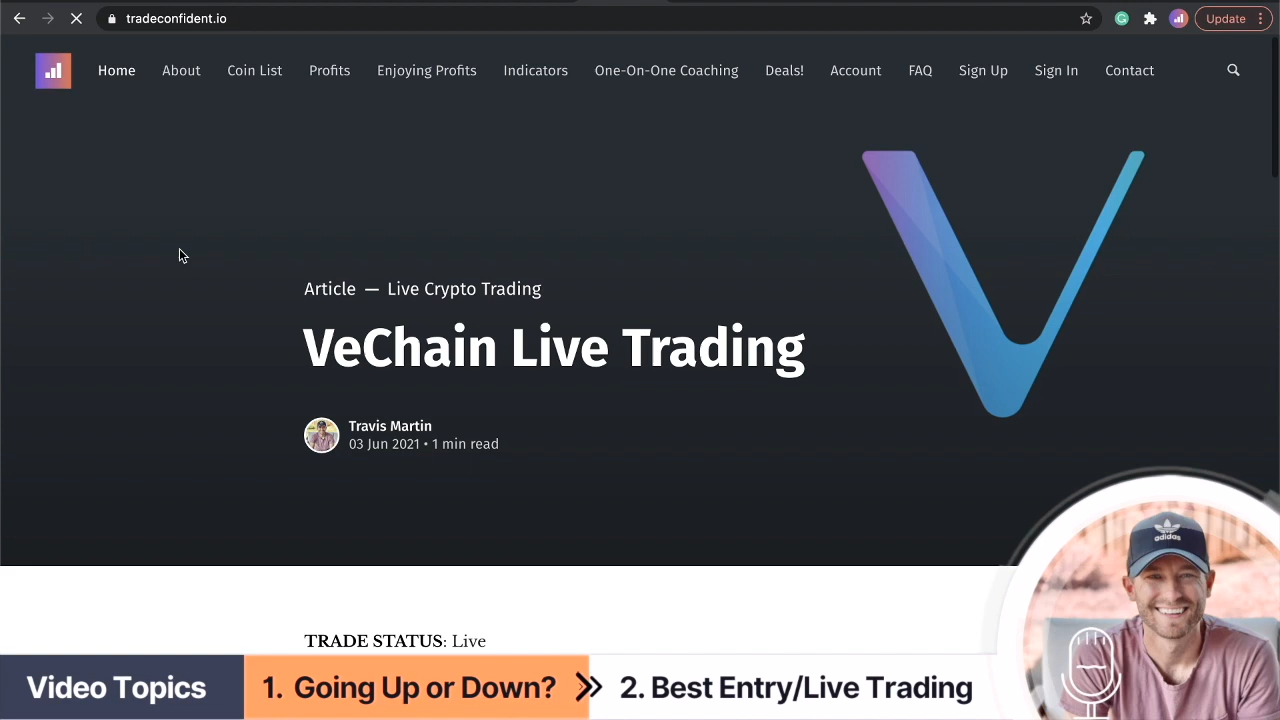 tradeconfident.io
Update
Home About Coin List Profits Enjoying Profits Indicators One-On-One Coaching Deals! Account FAQ Sign Up Sign In Contact
Article — Live Crypto Trading
VeChain Live Trading
Travis Martin
03 Jun 2021 • 1 min read
adidas
TRADE STATUS: Live
Video Topics 1. Going Up or Down? 2. Best Entry/Live Trading